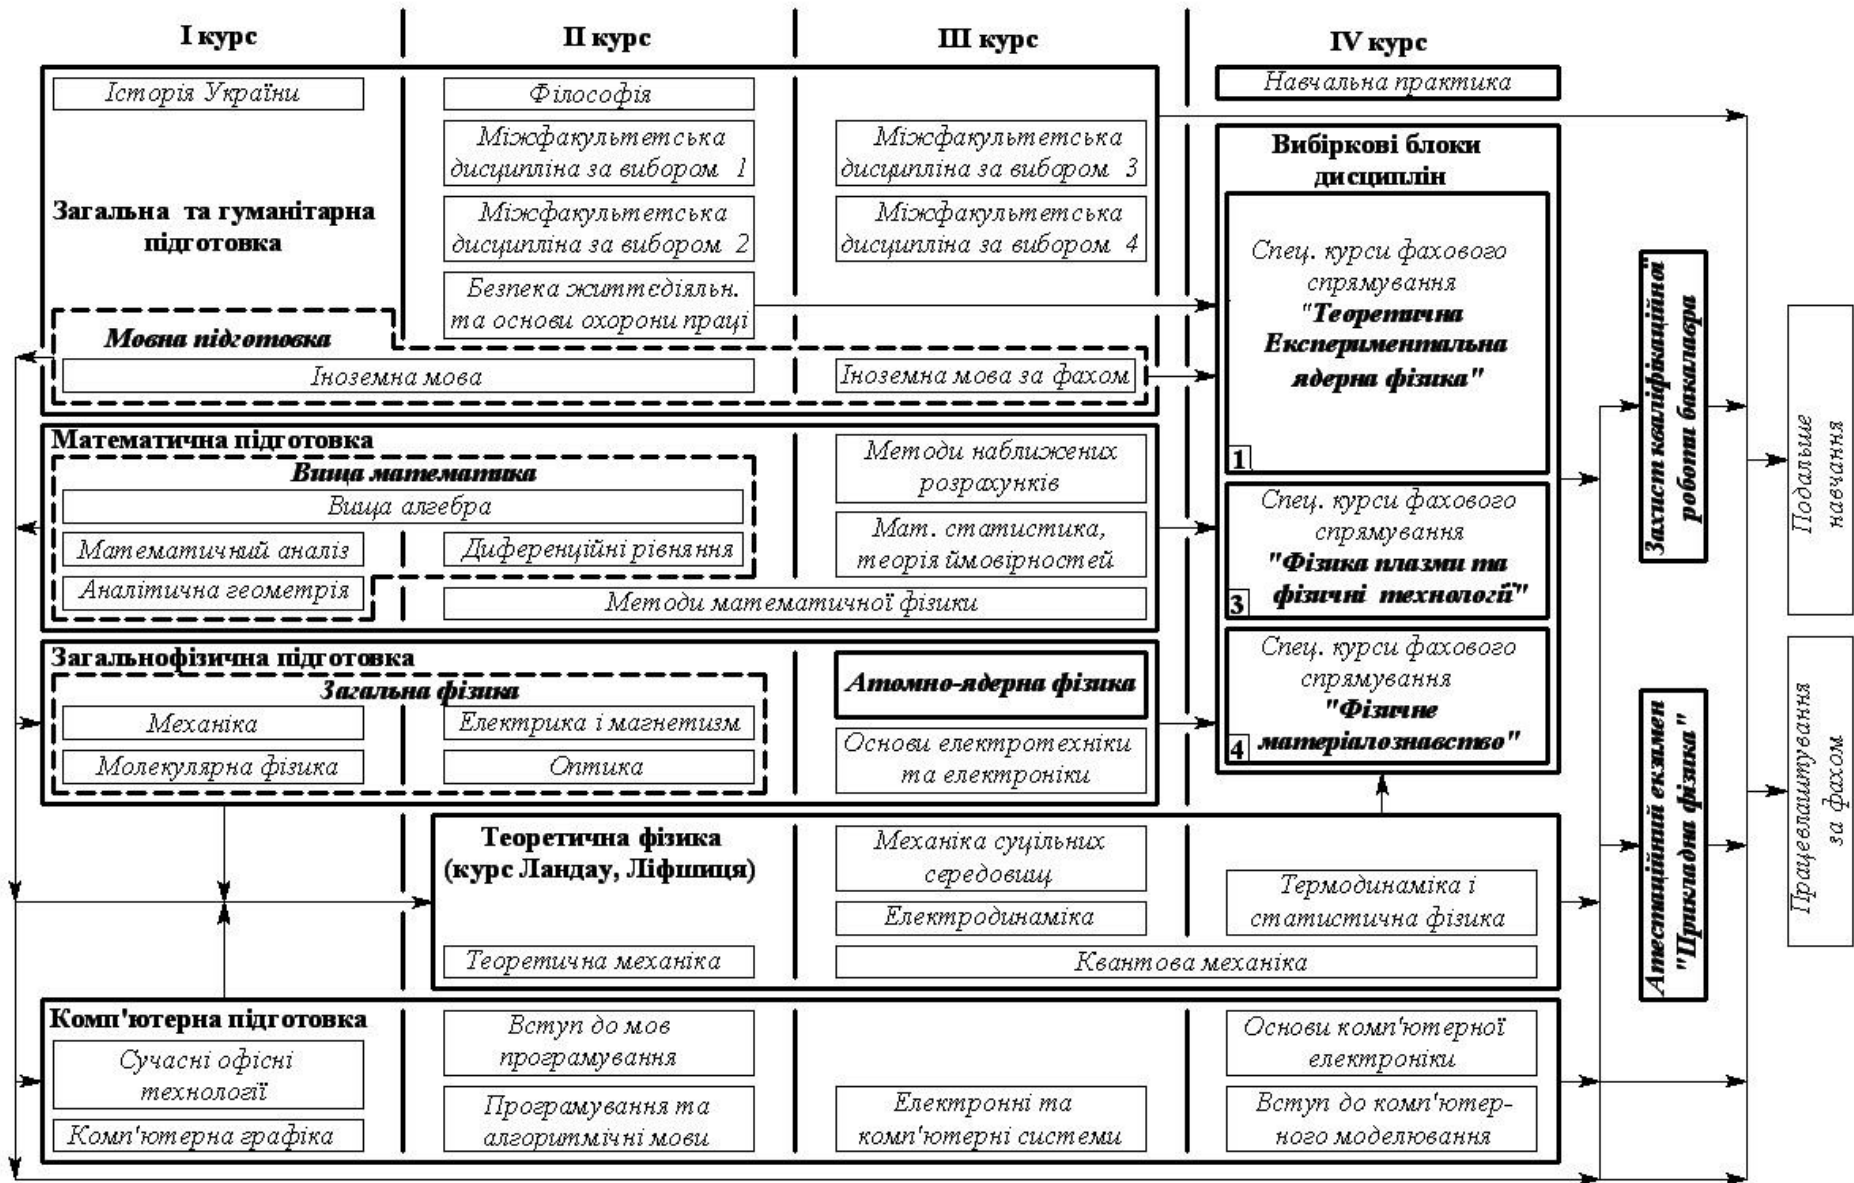 І курс
ІІ курс
ІІІ курс
IV курс
Історія України
Філософія
Навчальна практика
Міжфакультетська
дисципліна за вибором 1
Міжфакультетська
дисципліна за вибором 3
Вибіркові блоки
дисциплін
Загальна та гуманітарна
підготовка
Міжфакультетська
дисципліна за вибором 2
Міжфакультетська
дисципліна за вибором 4
Безпека життєдіяльн.
та основи охорони праці
Мовна підготовка
Іноземна мова
Іноземна мова за фахом
Спец. курси фахового
спрямування
"Теоретична
Експериментальна
ядерна фізика"
1
Математична підготовка
Вища математика
Вища алгебра
Математичний аналіз
Диференційні рівняння
Аналітична геометрія
Методи наближених
розрахунків
Мат. статистика,
теорія ймовірностей
Методи математичної фізики
Спец. курси фахового
спрямування
"Фізика плазми та
фізичні технології"
3
Загальнофізична підготовка
Загальна фізика
Механіка
Електрика і магнетизм
Молекулярна фізика
Оптика
Атомно-ядерна фізика
Основи електротехніки
та електроніки
Спец. курси фахового
спрямування
"Фізичне
матеріалознавство"
4
Теоретична фізика
(курс Ландау, Ліфшиця)
Механіка суцільних
середовищ
Електродинаміка
Термодинаміка і
статистична фізика
Теоретична механіка
Квантова механіка
Комп'ютерна підготовка
Сучасні офісні
технології
Комп'ютерна графіка
Вступ до мов
програмування
Програмування та
алгоритмічні мови
Електронні та
комп'ютерні системи
Основи комп'ютерної
електроніки
Вступ до комп'ютер-
ного моделювання
Захист кваліфікаційної
роботи бакалавра
Атестаційний екзамен
"Прикладна фізика"
Подальше
навчання
Працевлаштування
за фахом